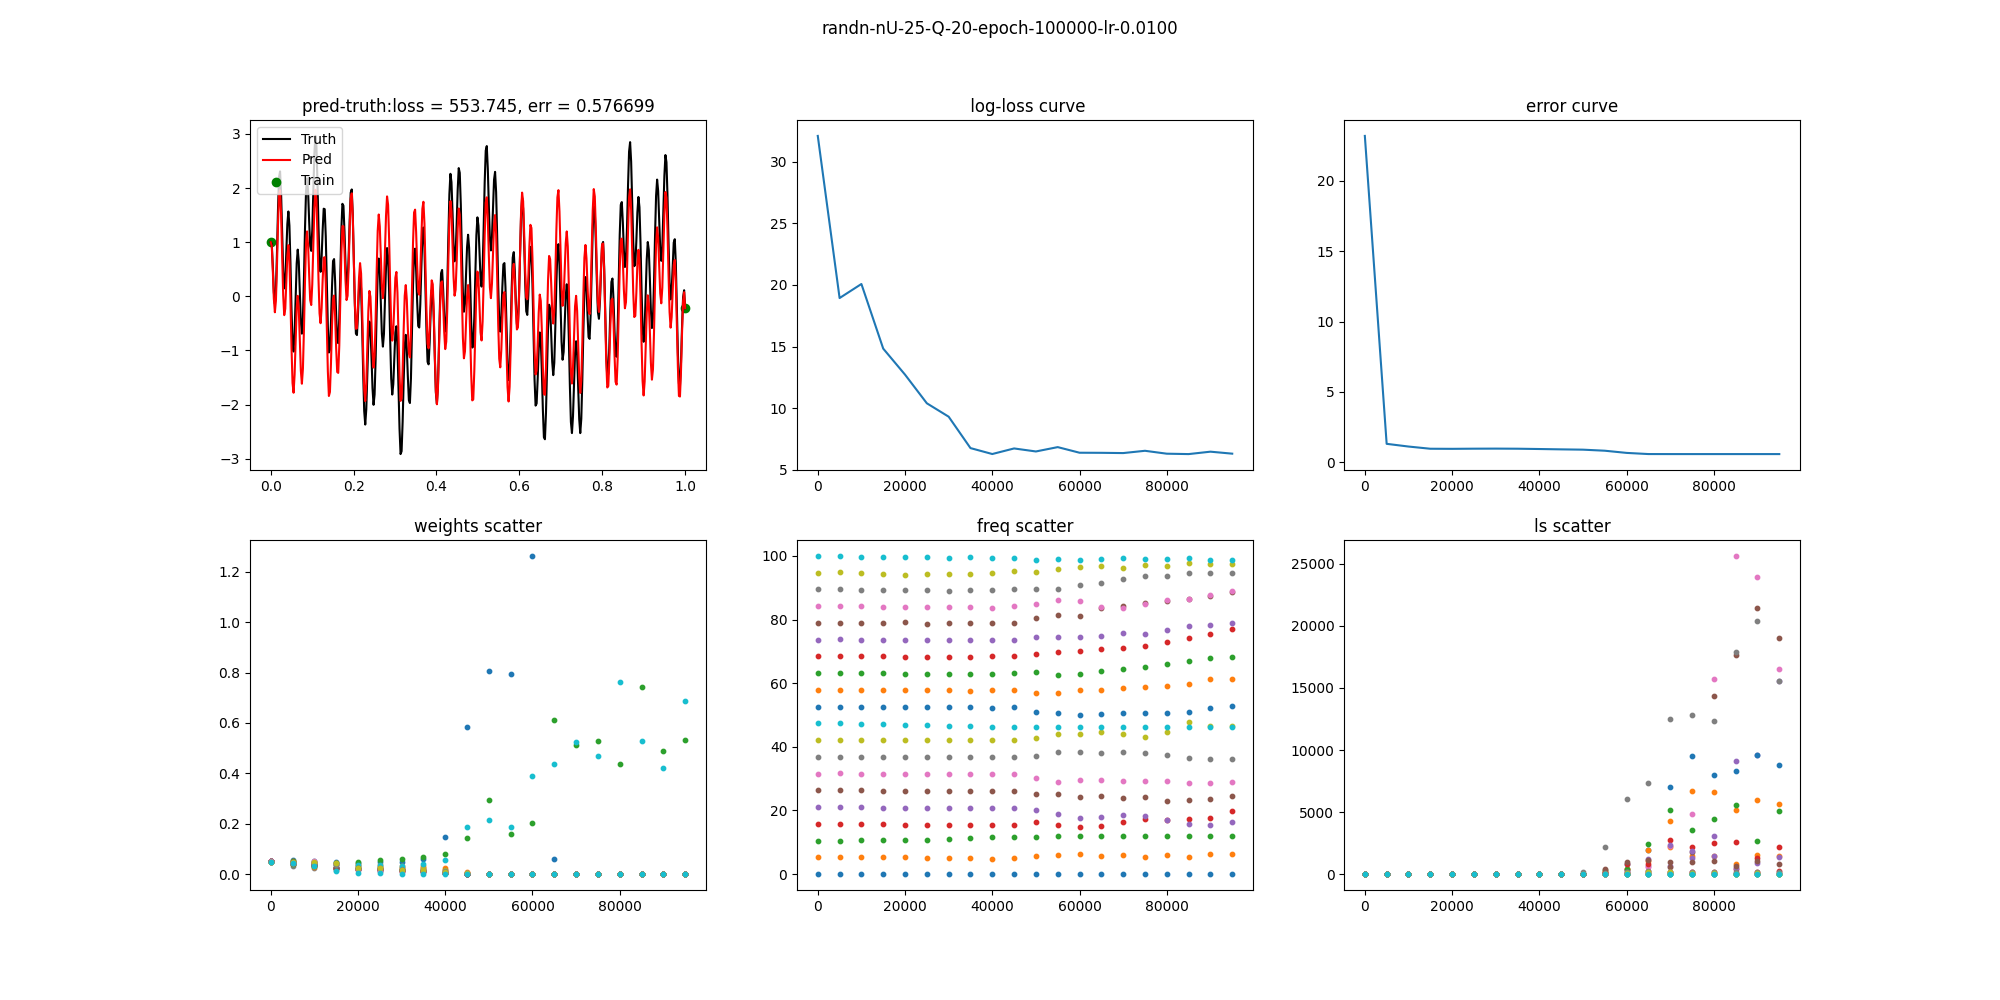 randn-nU-25-Q-20-epoch-100000-lr-0.0100
pred-truth:loss = 553.745, err = 0.576699
3
2
1
0
−1
−2
−3
0.0 0.2 0.4 0.6 0.8 1.0
Truth
Pred
Train
log-loss curve
30
25
20
15
10
5
0 20000 40000 60000 80000
error curve
20
15
10
5
0
0 20000 40000 60000 80000
weights scatter
1.2
1.0
0.8
0.6
0.4
0.2
0.0
0 20000 40000 60000 80000
freq scatter
100
80
60
40
20
0
0 20000 40000 60000 80000
ls scatter
25000
20000
15000
10000
5000
0
0 20000 40000 60000 80000